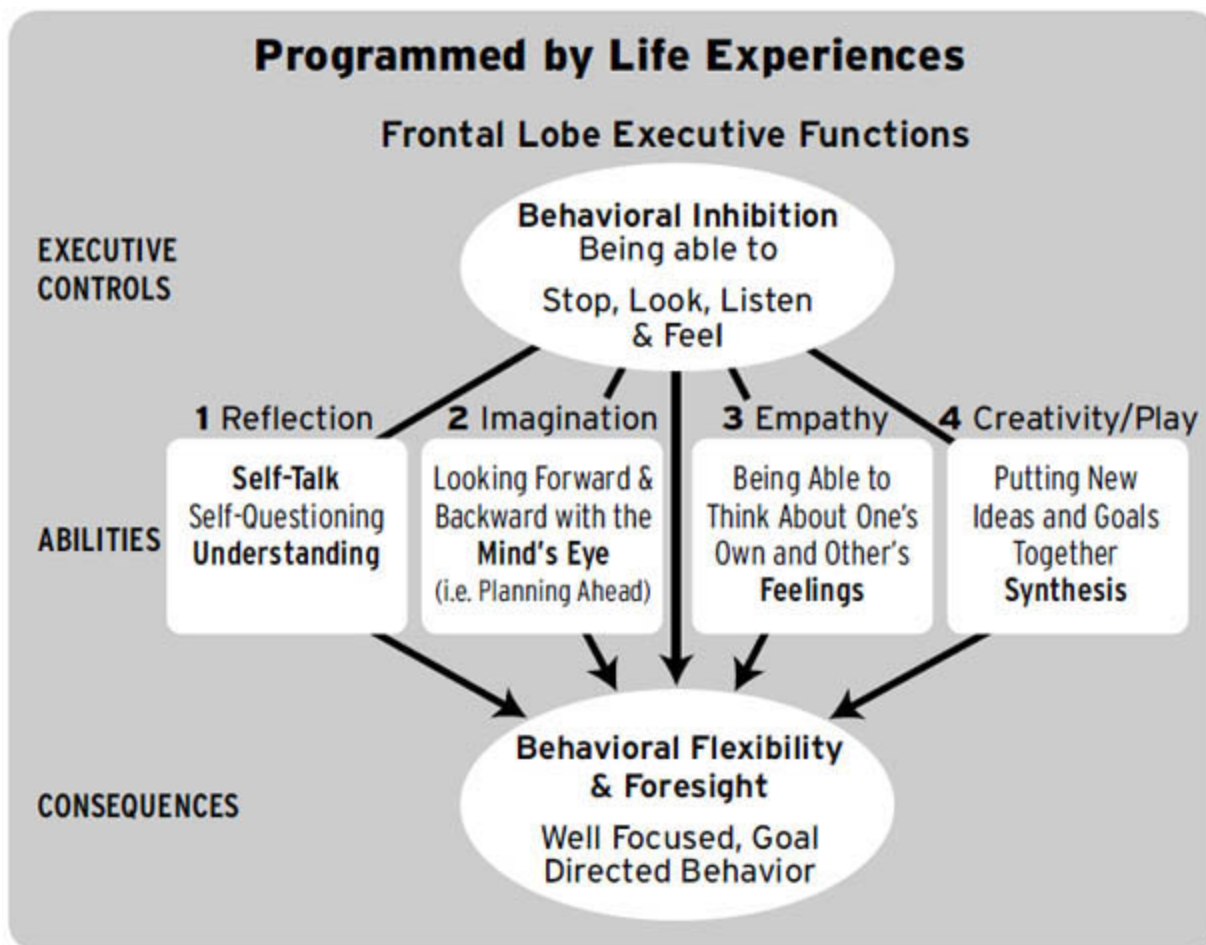 Programmed by Life Experiences
Frontal Lobe Executive Functions
EXECUTIVE
CONTROLS
Behavioral Inhibition
Being able to
Stop, Look, Listen
& Feel
ABILITIES
1 Reflection
Self-Talk
Self-Questioning
Understanding
2 Imagination
Looking Forward &
Backward with the
Mind's Eye
(i.e. Planning Ahead)
3 Empathy
Being Able to
Think About One's
Own and Other's
Feelings
4 Creativity/Play
Putting New
Ideas and Goals
Together
Synthesis
CONSEQUENCES
Behavioral Flexibility
& Foresight
Well Focused, Goal
Directed Behavior